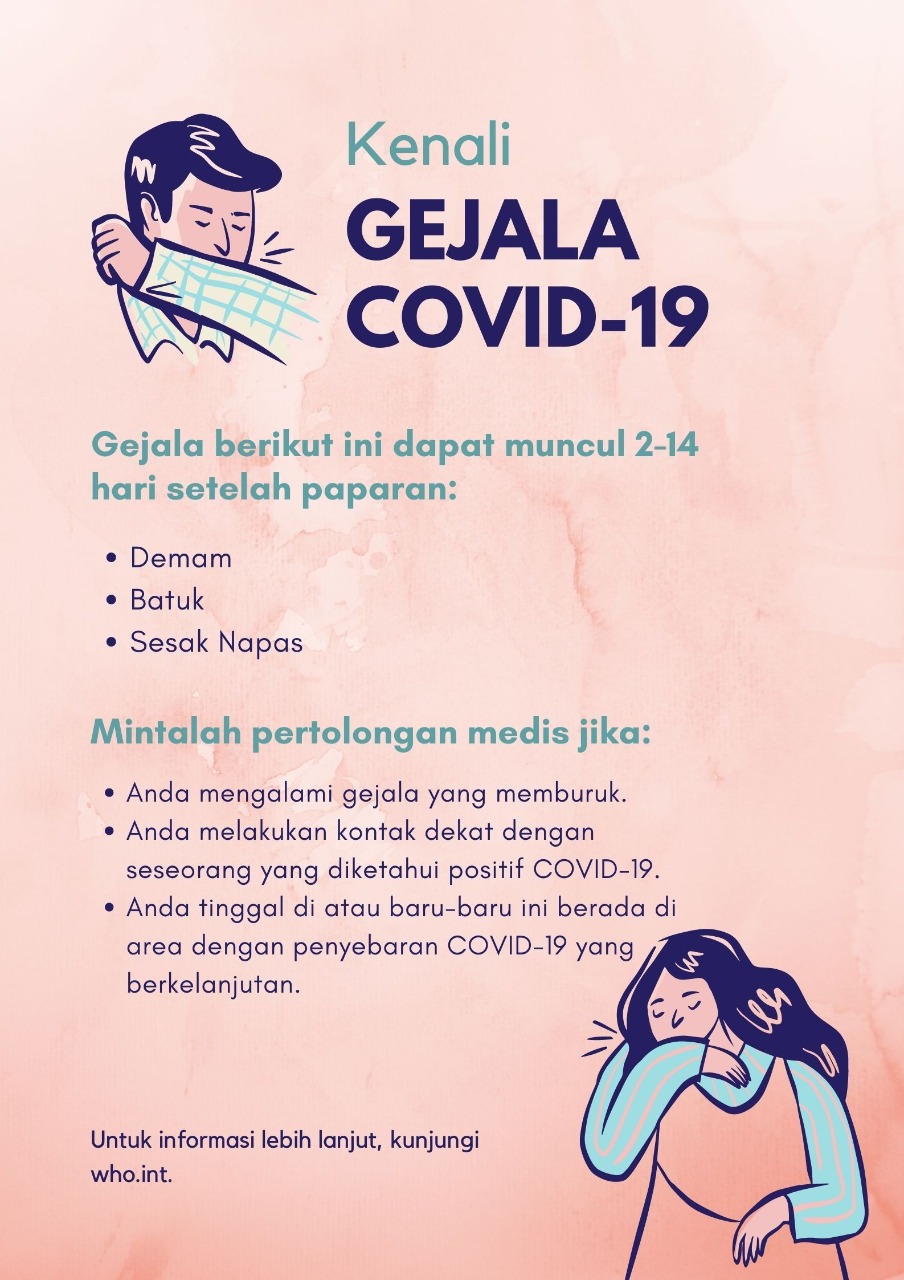 Kenali
GEJALA
COVID-19
Gejala berikut ini dapat muncul 2-14
hari setelah paparan:
• Demam
• Batuk
• Sesak Napas
Mintalah pertolongan medis jika:
• Anda mengalami gejala yang memburuk.
• Anda melakukan kontak dekat dengan
seseorang yang diketahui positif COVID-19.
• Anda tinggal di atau baru-baru ini berada di
area dengan penyebaran COVID-19 yang
berkelanjutan.
Untuk informasi lebih lanjut, kunjungi
who.int.